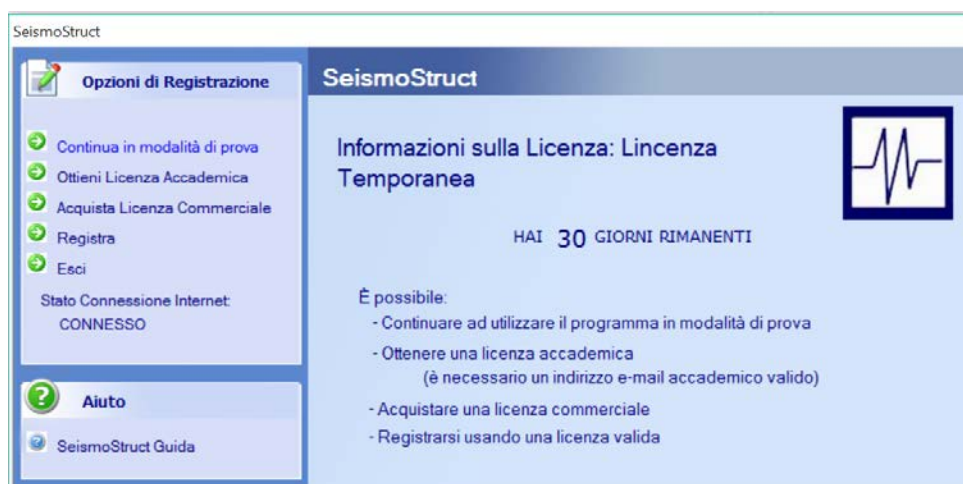 SeismoStruct
Opzioni di Registrazione
Continua in modalità di prova
Ottieni Licenza Accademica
Acquista Licenza Commerciale
Registra
Esci
Stato Connessione Internet:
CONNESSO
Aiuto
SeismoStruct Guida
SeismoStruct
Informazioni sulla Licenza: Lincenza
Temporanea
HAI 30 GIORNI RIMANENTI
È possibile:
- Continuare ad utilizzare il programma in modalità di prova
- Ottenere una licenza accademica
(è necessario un indirizzo e-mail accademico valido)
- Acquistare una licenza commerciale
- Registrarsi usando una licenza valida